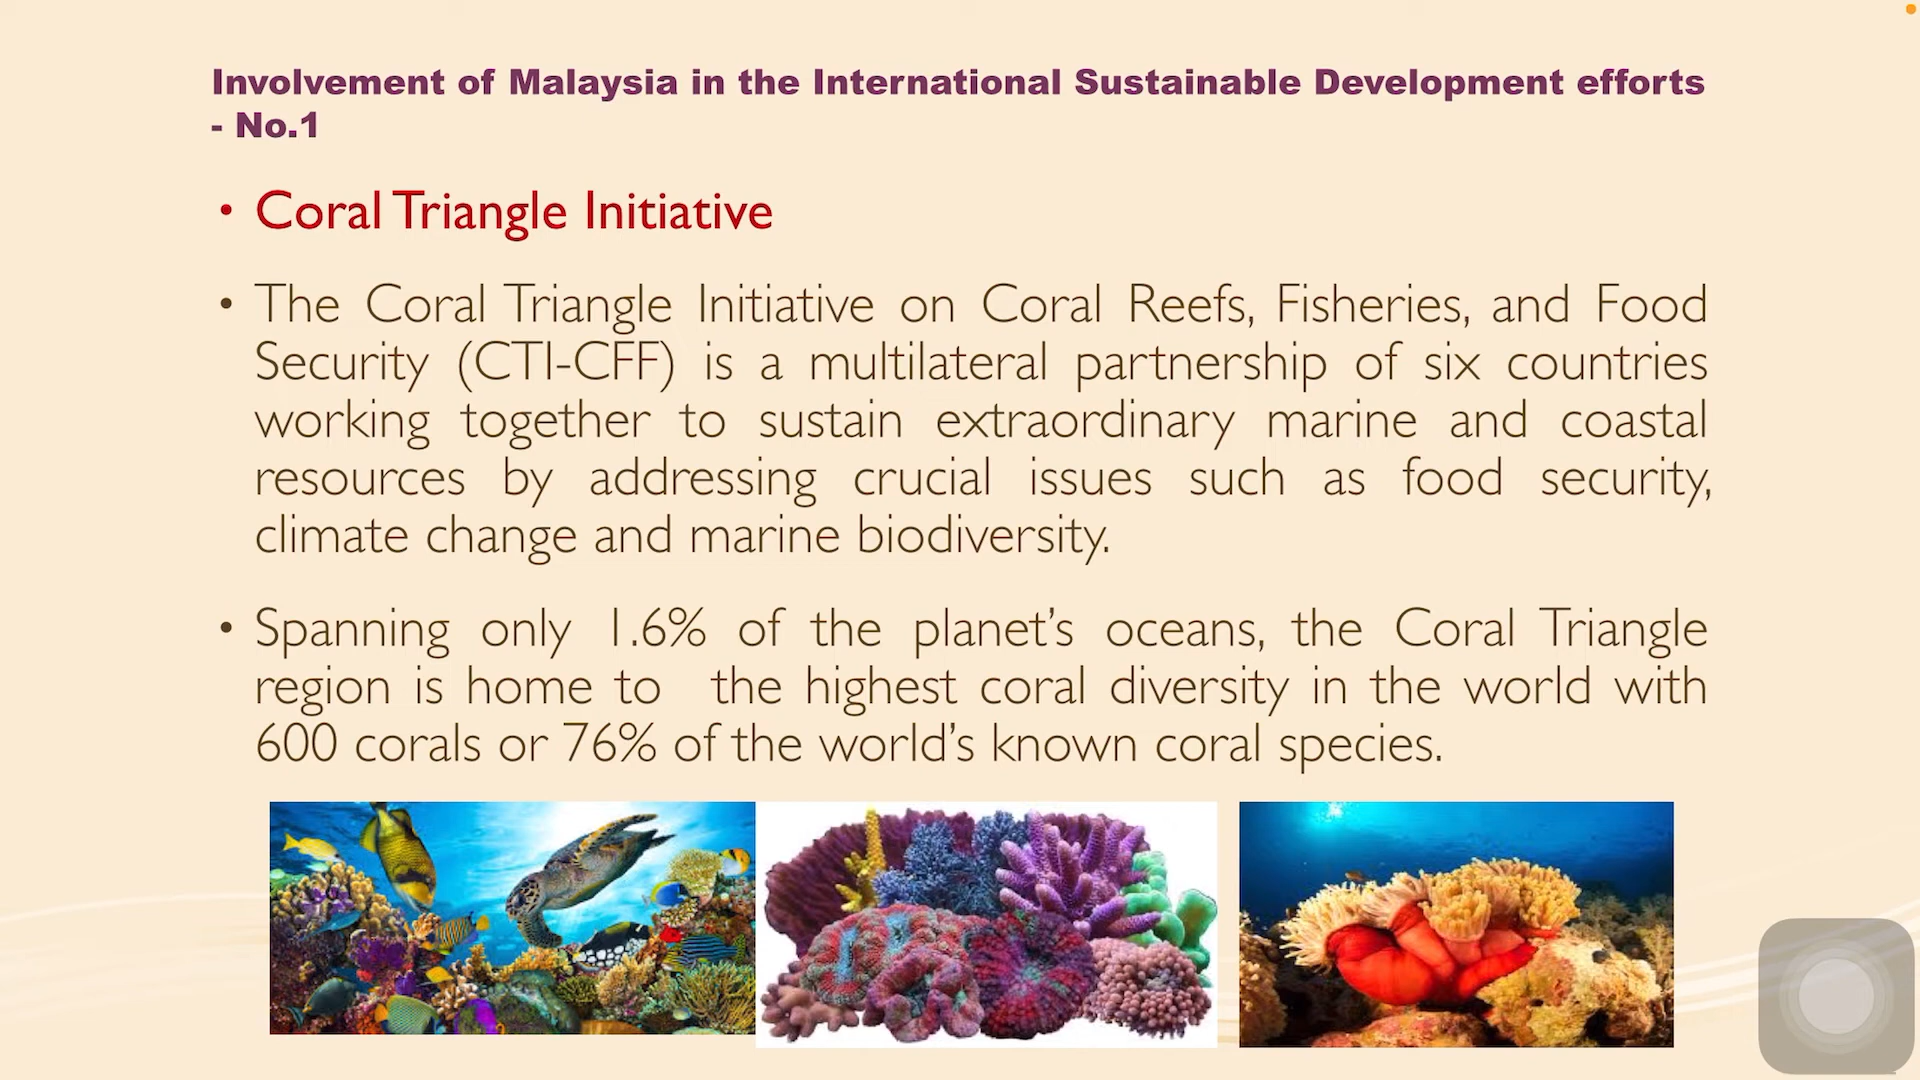 Involvement of Malaysia in the International Sustainable Development efforts
- No.1
• Coral Triangle Initiative
• The Coral Triangle Initiative on Coral Reefs, Fisheries, and Food
Security (CTI-CFF) is a multilateral partnership of six countries
working together to sustain extraordinary marine and coastal
resources by addressing crucial issues such as food security,
climate change and marine biodiversity.
• Spanning only 1.6% of the planet's oceans, the Coral Triangle
region is home to the highest coral diversity in the world with
600 corals or 76% of the world's known coral species.